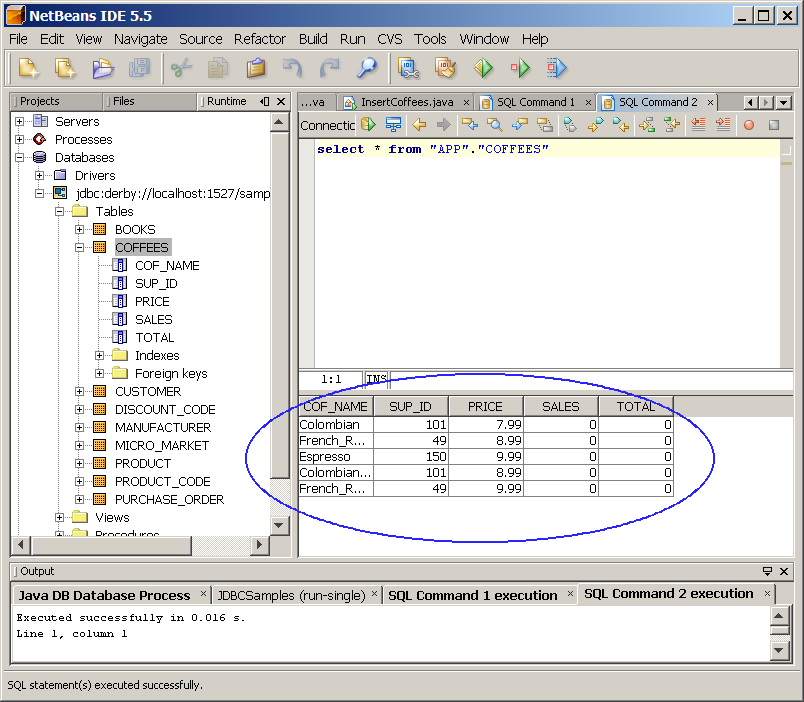 NetBeans IDE 5.5
File Edit View Navigate Source Refactor Build Run CVS Tools Window Help
Projects Files Runtime
...va InsertCoffees.java SQL Command 1 SQL Command 2
Connectic
Servers
Processes
Databases
Drivers
jdbc:derby://localhost:1527/samp
Tables
BOOKS
COFFEES
COF_NAME
SUP_ID
PRICE
SALES
TOTAL
Indexes
Foreign keys
CUSTOMER
DISCOUNT_CODE
MANUFACTURER
MICRO_MARKET
PRODUCT
PRODUCT_CODE
PURCHASE_ORDER
Views
Procedures
select * from "APP"."COFFEES"
1:1 INS
COF_NAME SUP_ID PRICE SALES TOTAL
Colombian 101 7.99 0 0
French_R... 49 8.99 0 0
Espresso 150 9.99 0 0
Colombian... 101 8.99 0 0
French_R... 49 9.99 0 0
Output
Java DB Database Process JDBCSamples (run-single) SQL Command 1 execution SQL Command 2 execution
Executed successfully in 0.016 s.
Line 1, column 1
SQL statement(s) executed successfully.